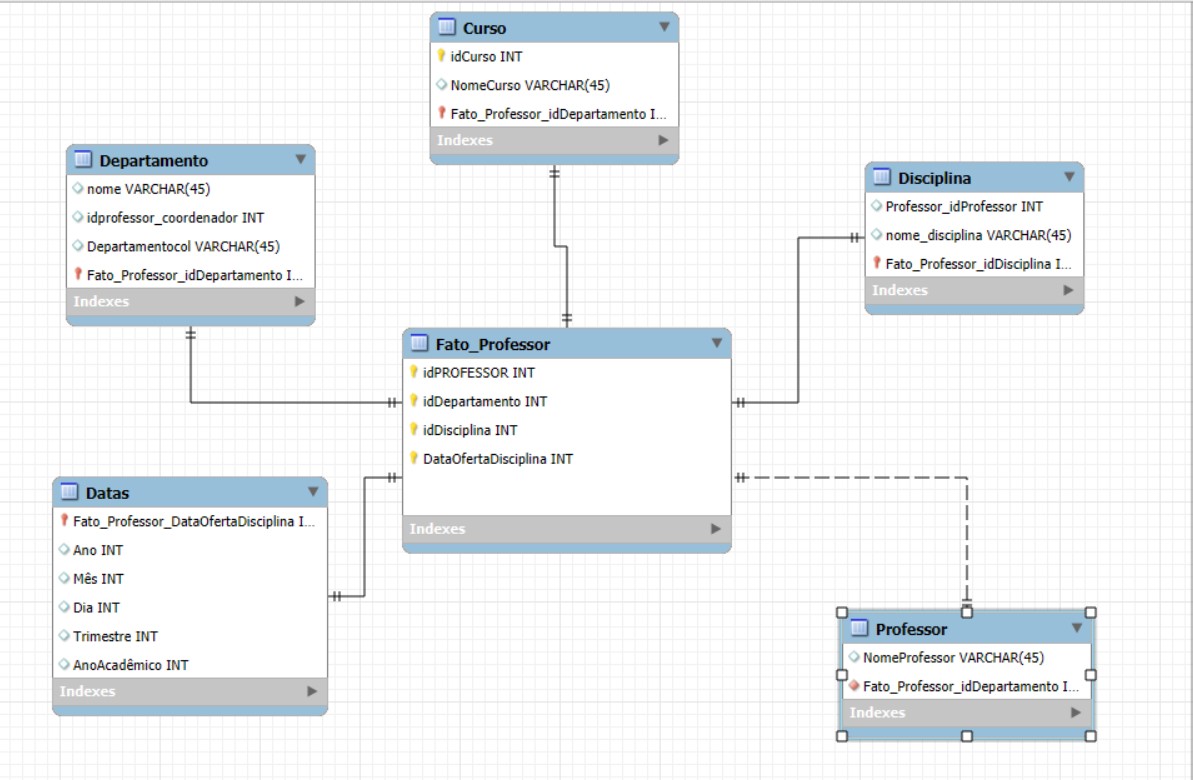 Curso
idCurso INT
NomeCurso VARCHAR(45)
Fato_Professor_idDepartamento I...
Indexes
Departamento
nome VARCHAR(45)
idprofessor_coordenador INT
Departamentocol VARCHAR(45)
Fato_Professor_idDepartamento I...
Indexes
Disciplina
Professor_idProfessor INT
nome_disciplina VARCHAR(45)
Fato_Professor_idDisciplina I...
Indexes
Fato_Professor
idPROFESSOR INT
idDepartamento INT
idDisciplina INT
DataOfertaDisciplina INT
Indexes
Datas
Fato_Professor_DataOfertaDisciplina I...
Ano INT
Mês INT
Dia INT
Trimestre INT
AnoAcadêmico INT
Indexes
Professor
NomeProfessor VARCHAR(45)
Fato_Professor_idDepartamento I...
Indexes